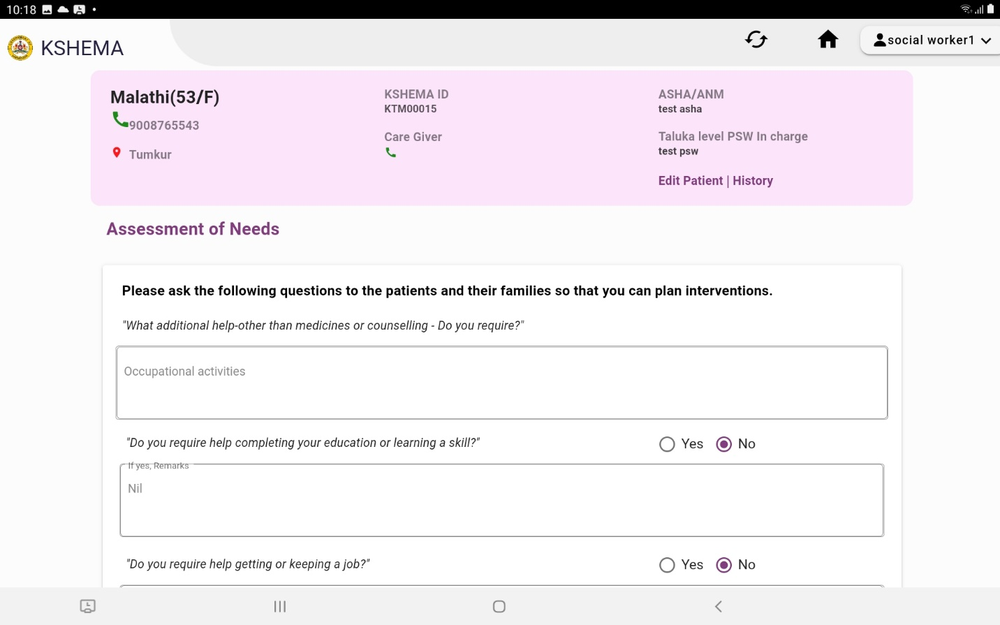 10:18
KSHEMA
social worker1
Malathi(53/F)
9008765543
Tumkur
KSHEMA ID
KTM00015
Care Giver
ASHA/ANM
test asha
Taluka level PSW In charge
test psw
Edit Patient | History
Assessment of Needs
Please ask the following questions to the patients and their families so that you can plan interventions.
"What additional help-other than medicines or counselling - Do you require?"
Occupational activities
"Do you require help completing your education or learning a skill?"
Yes No
If yes, Remarks
Nil
"Do you require help getting or keeping a job?"
Yes No